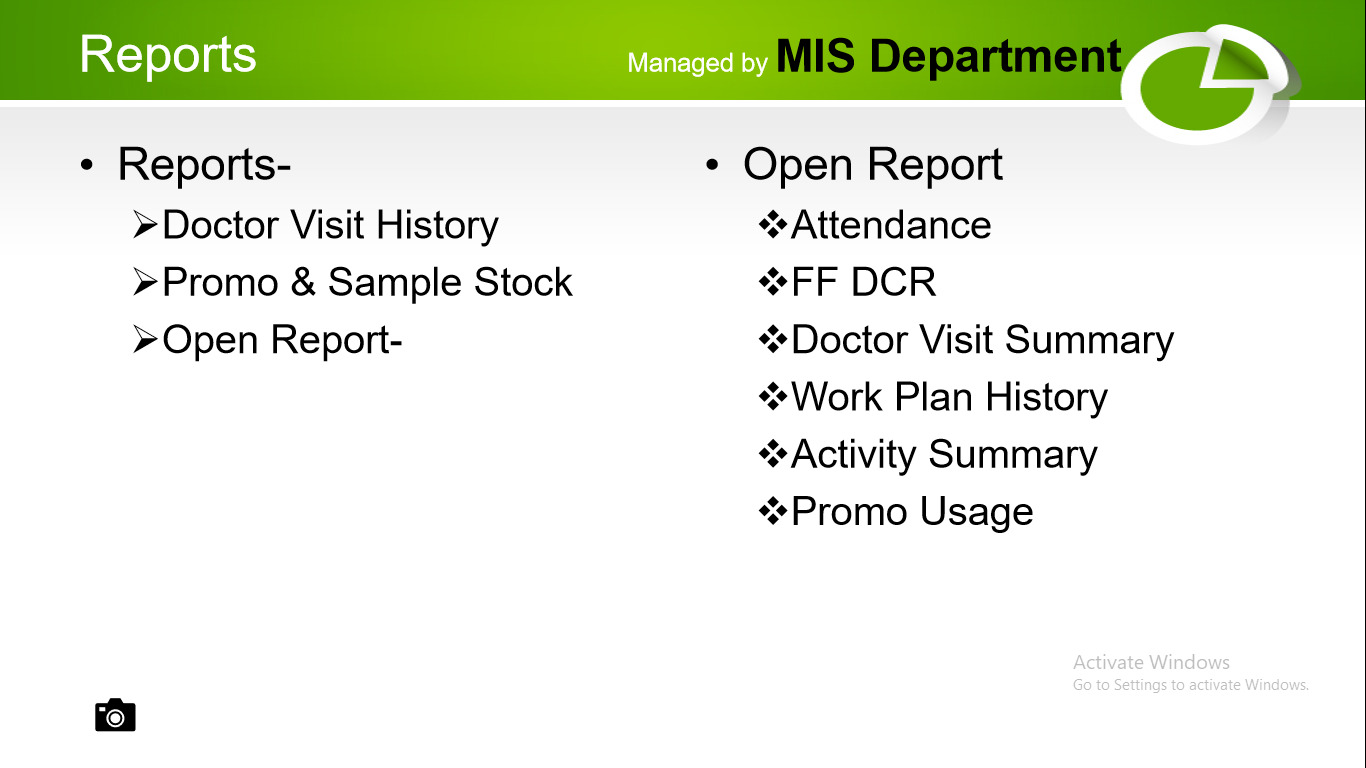 Reports
Managed by MIS Department
• Reports-
➢Doctor Visit History
➢Promo & Sample Stock
➢Open Report-
• Open Report
❖Attendance
❖FF DCR
❖Doctor Visit Summary
❖Work Plan History
❖Activity Summary
❖Promo Usage
Activate Windows
Go to Settings to activate Windows.